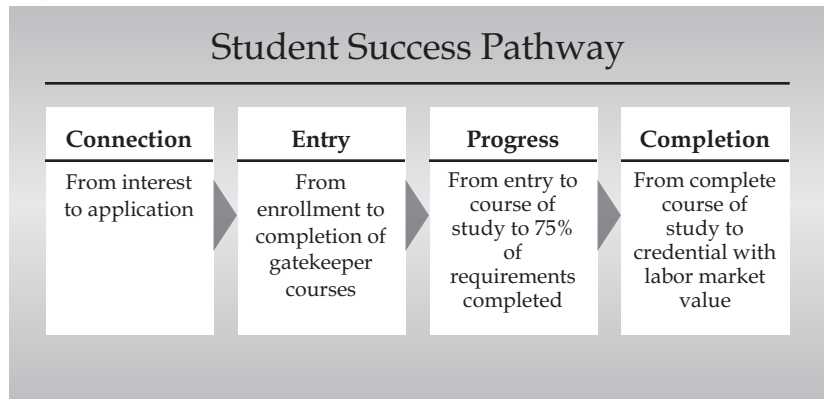 Student Success Pathway
Connection
From interest
to application
Entry
From
enrollment to
completion of
gatekeeper
courses
Progress
From entry to
course of
study to 75%
of
requirements
completed
Completion
From complete
course of
study to
credential with
labor market
value